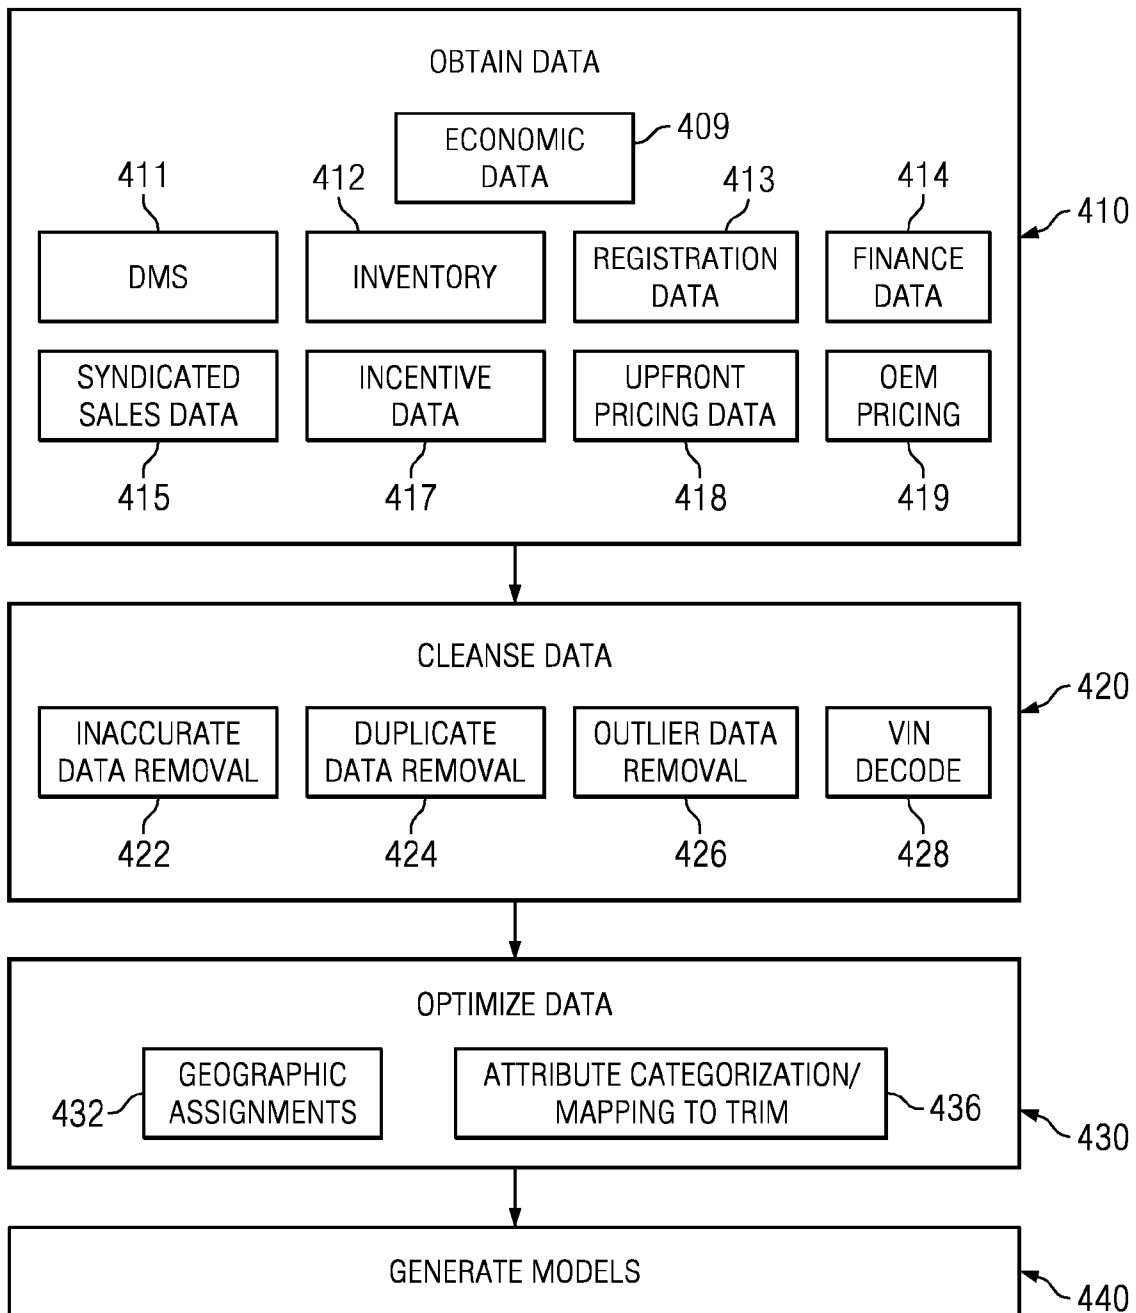 OBTAIN DATA
ECONOMIC
DATA
409
411
412
413
414
410
DMS
INVENTORY
REGISTRATION
DATA
FINANCE
DATA
SYNDICATED
SALES DATA
INCENTIVE
DATA
UPFRONT
PRICING DATA
OEM
PRICING
415
417
418
419
CLEANSE DATA
420
INACCURATE
DATA REMOVAL
DUPLICATE
DATA REMOVAL
OUTLIER DATA
REMOVAL
VIN
DECODE
422
424
426
428
OPTIMIZE DATA
432
GEOGRAPHIC
ASSIGNMENTS
ATTRIBUTE CATEGORIZATION/
MAPPING TO TRIM
436
430
GENERATE MODELS
440